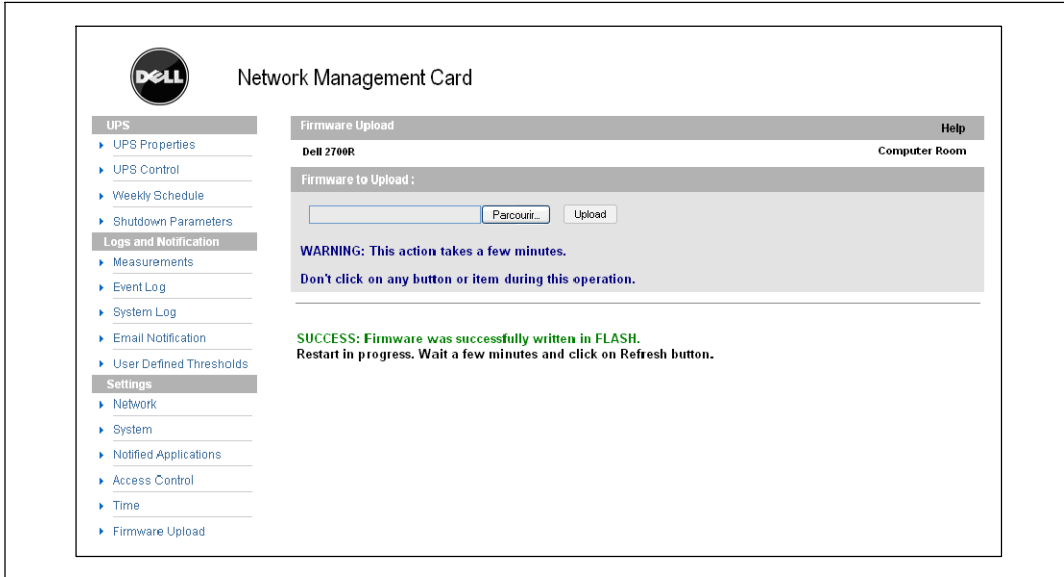 DELL
Network Management Card
UPS
UPS Properties
UPS Control
Weekly Schedule
Shutdown Parameters
Logs and Notification
Measurements
Event Log
System Log
Email Notification
User Defined Thresholds
Settings
Network
System
Notified Applications
Access Control
Time
Firmware Upload
Firmware Upload Help
Dell 2700R Computer Room
Firmware to Upload :
Parcourir... Upload
WARNING: This action takes a few minutes.
Don't click on any button or item during this operation.
SUCCESS: Firmware was successfully written in FLASH.
Restart in progress. Wait a few minutes and click on Refresh button.